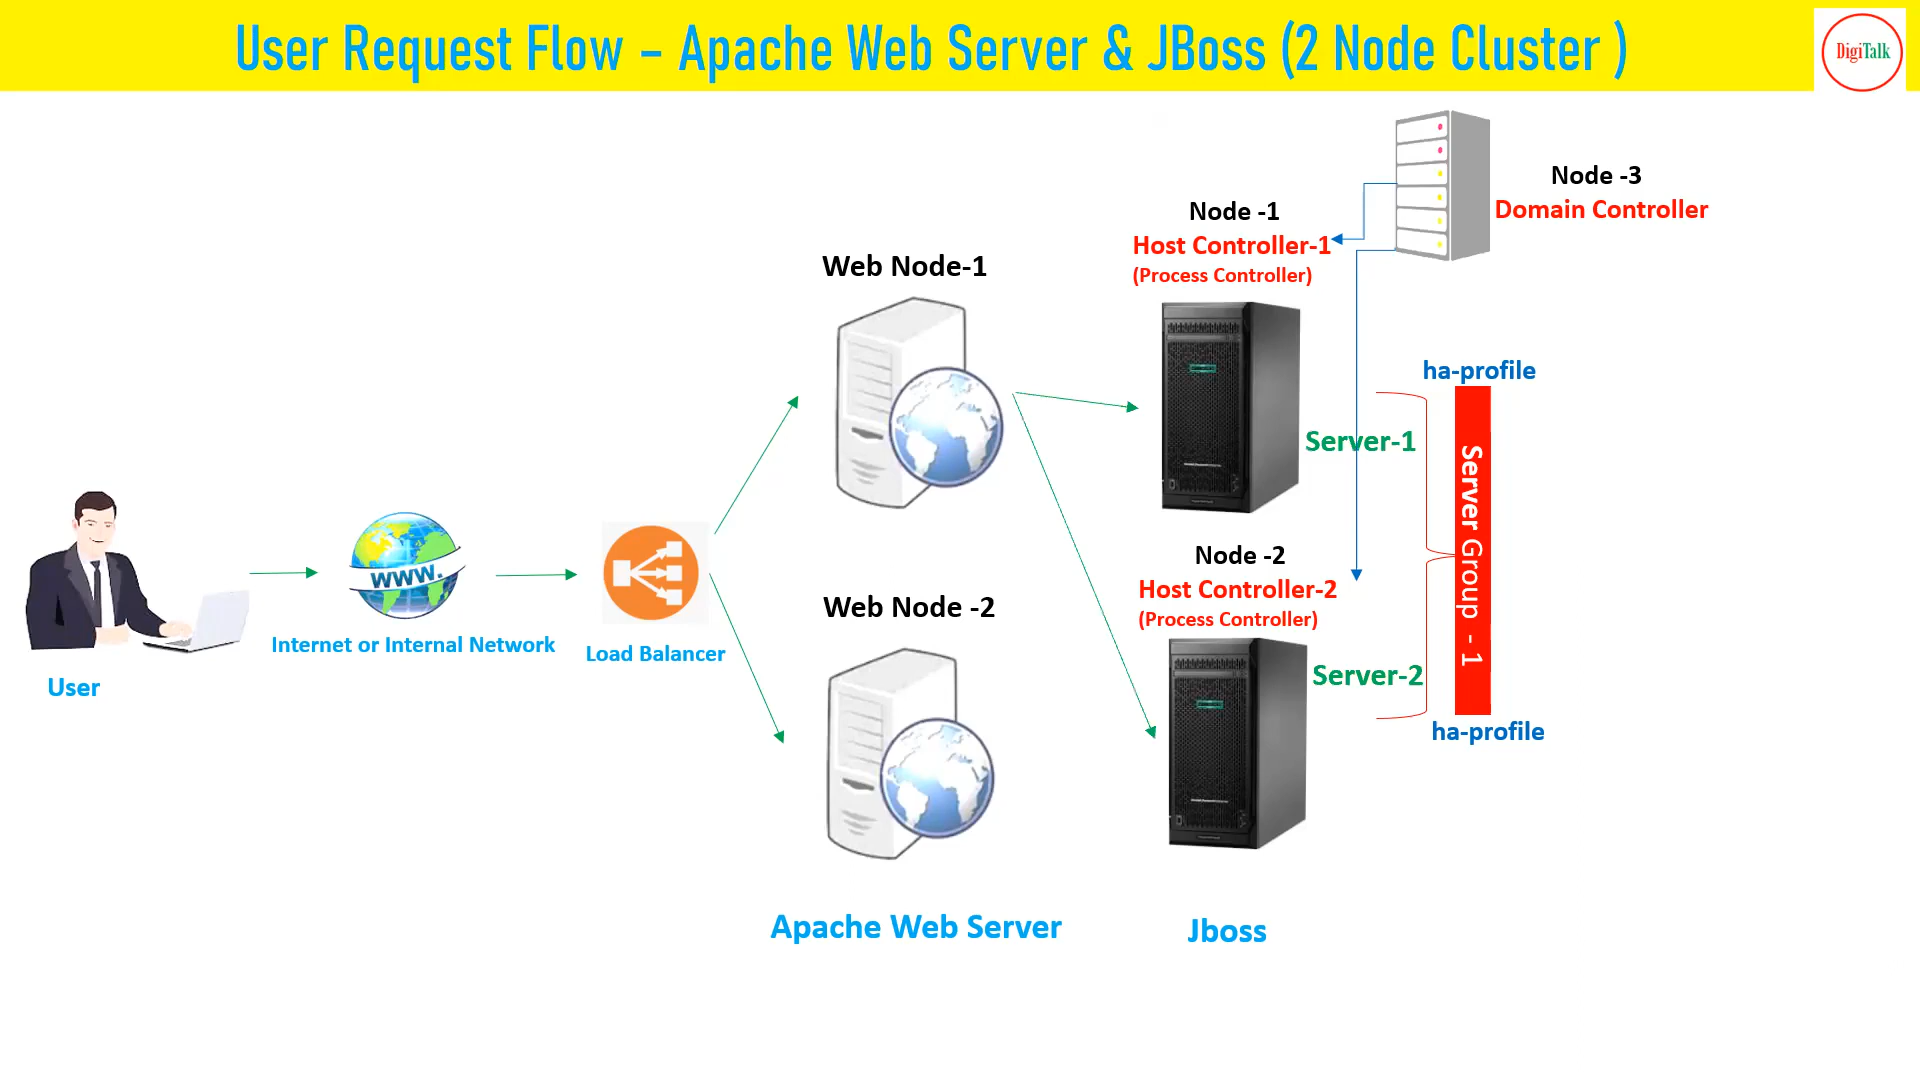 User Request Flow – Apache Web Server & JBoss (2 Node Cluster )
DigiTalk
Node -3
Domain Controller
Node -1
Host Controller-1
(Process Controller)
Web Node-1
ha-profile
Server-1
Server Group - 1
WWW.
Internet or Internal Network
Load Balancer
User
Web Node -2
Node -2
Host Controller-2
(Process Controller)
Server-2
ha-profile
Apache Web Server
Jboss